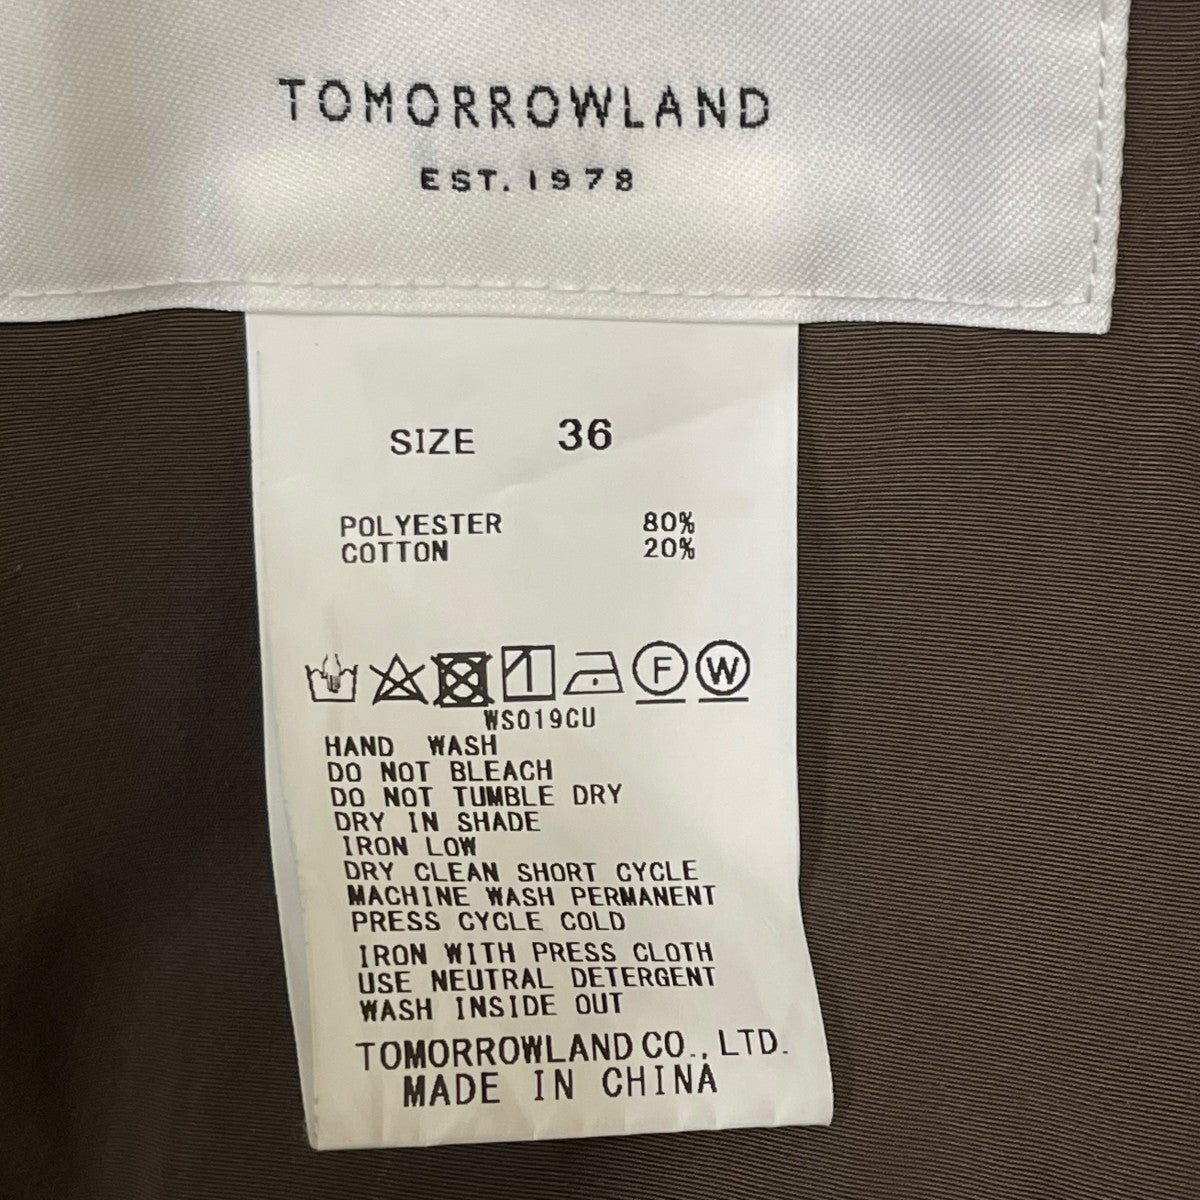 TOMORROWLAND
EST. 1978
SIZE 36
POLYESTER 80%
COTTON 20%
F W
WS019CU
HAND WASH
DO NOT BLEACH
DO NOT TUMBLE DRY
DRY IN SHADE
IRON LOW
DRY CLEAN SHORT CYCLE
MACHINE WASH PERMANENT
PRESS CYCLE COLD
IRON WITH PRESS CLOTH
USE NEUTRAL DETERGENT
WASH INSIDE OUT
TOMORROWLAND CO., LTD.
MADE IN CHINA